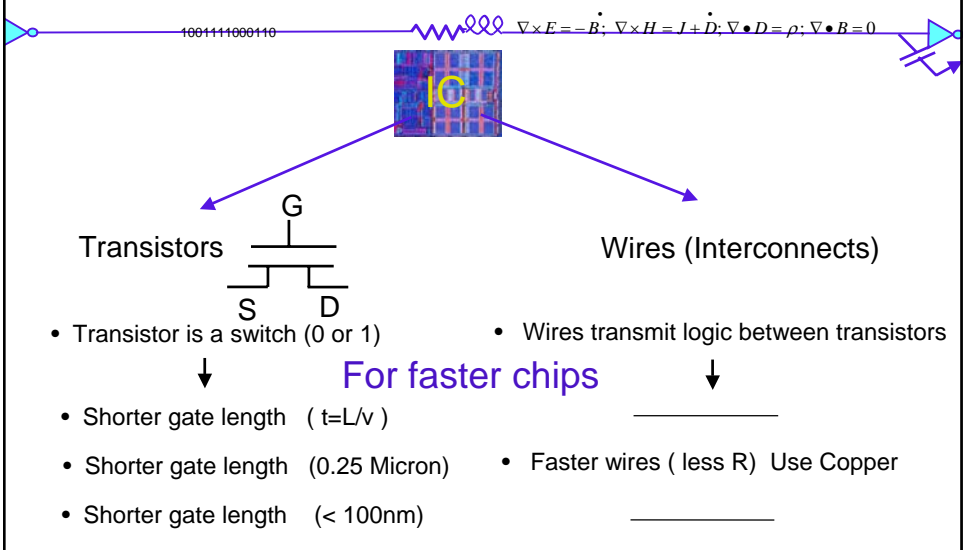 1001111000110 ∇×E=−Ḃ; ∇×H=J+Ḋ; ∇•D=ρ; ∇•B=0
IC
G
Transistors Wires (Interconnects)
S D
• Transistor is a switch (0 or 1) • Wires transmit logic between transistors
For faster chips
• Shorter gate length ( t=L/v )
• Shorter gate length (0.25 Micron) • Faster wires ( less R) Use Copper
• Shorter gate length (< 100nm)